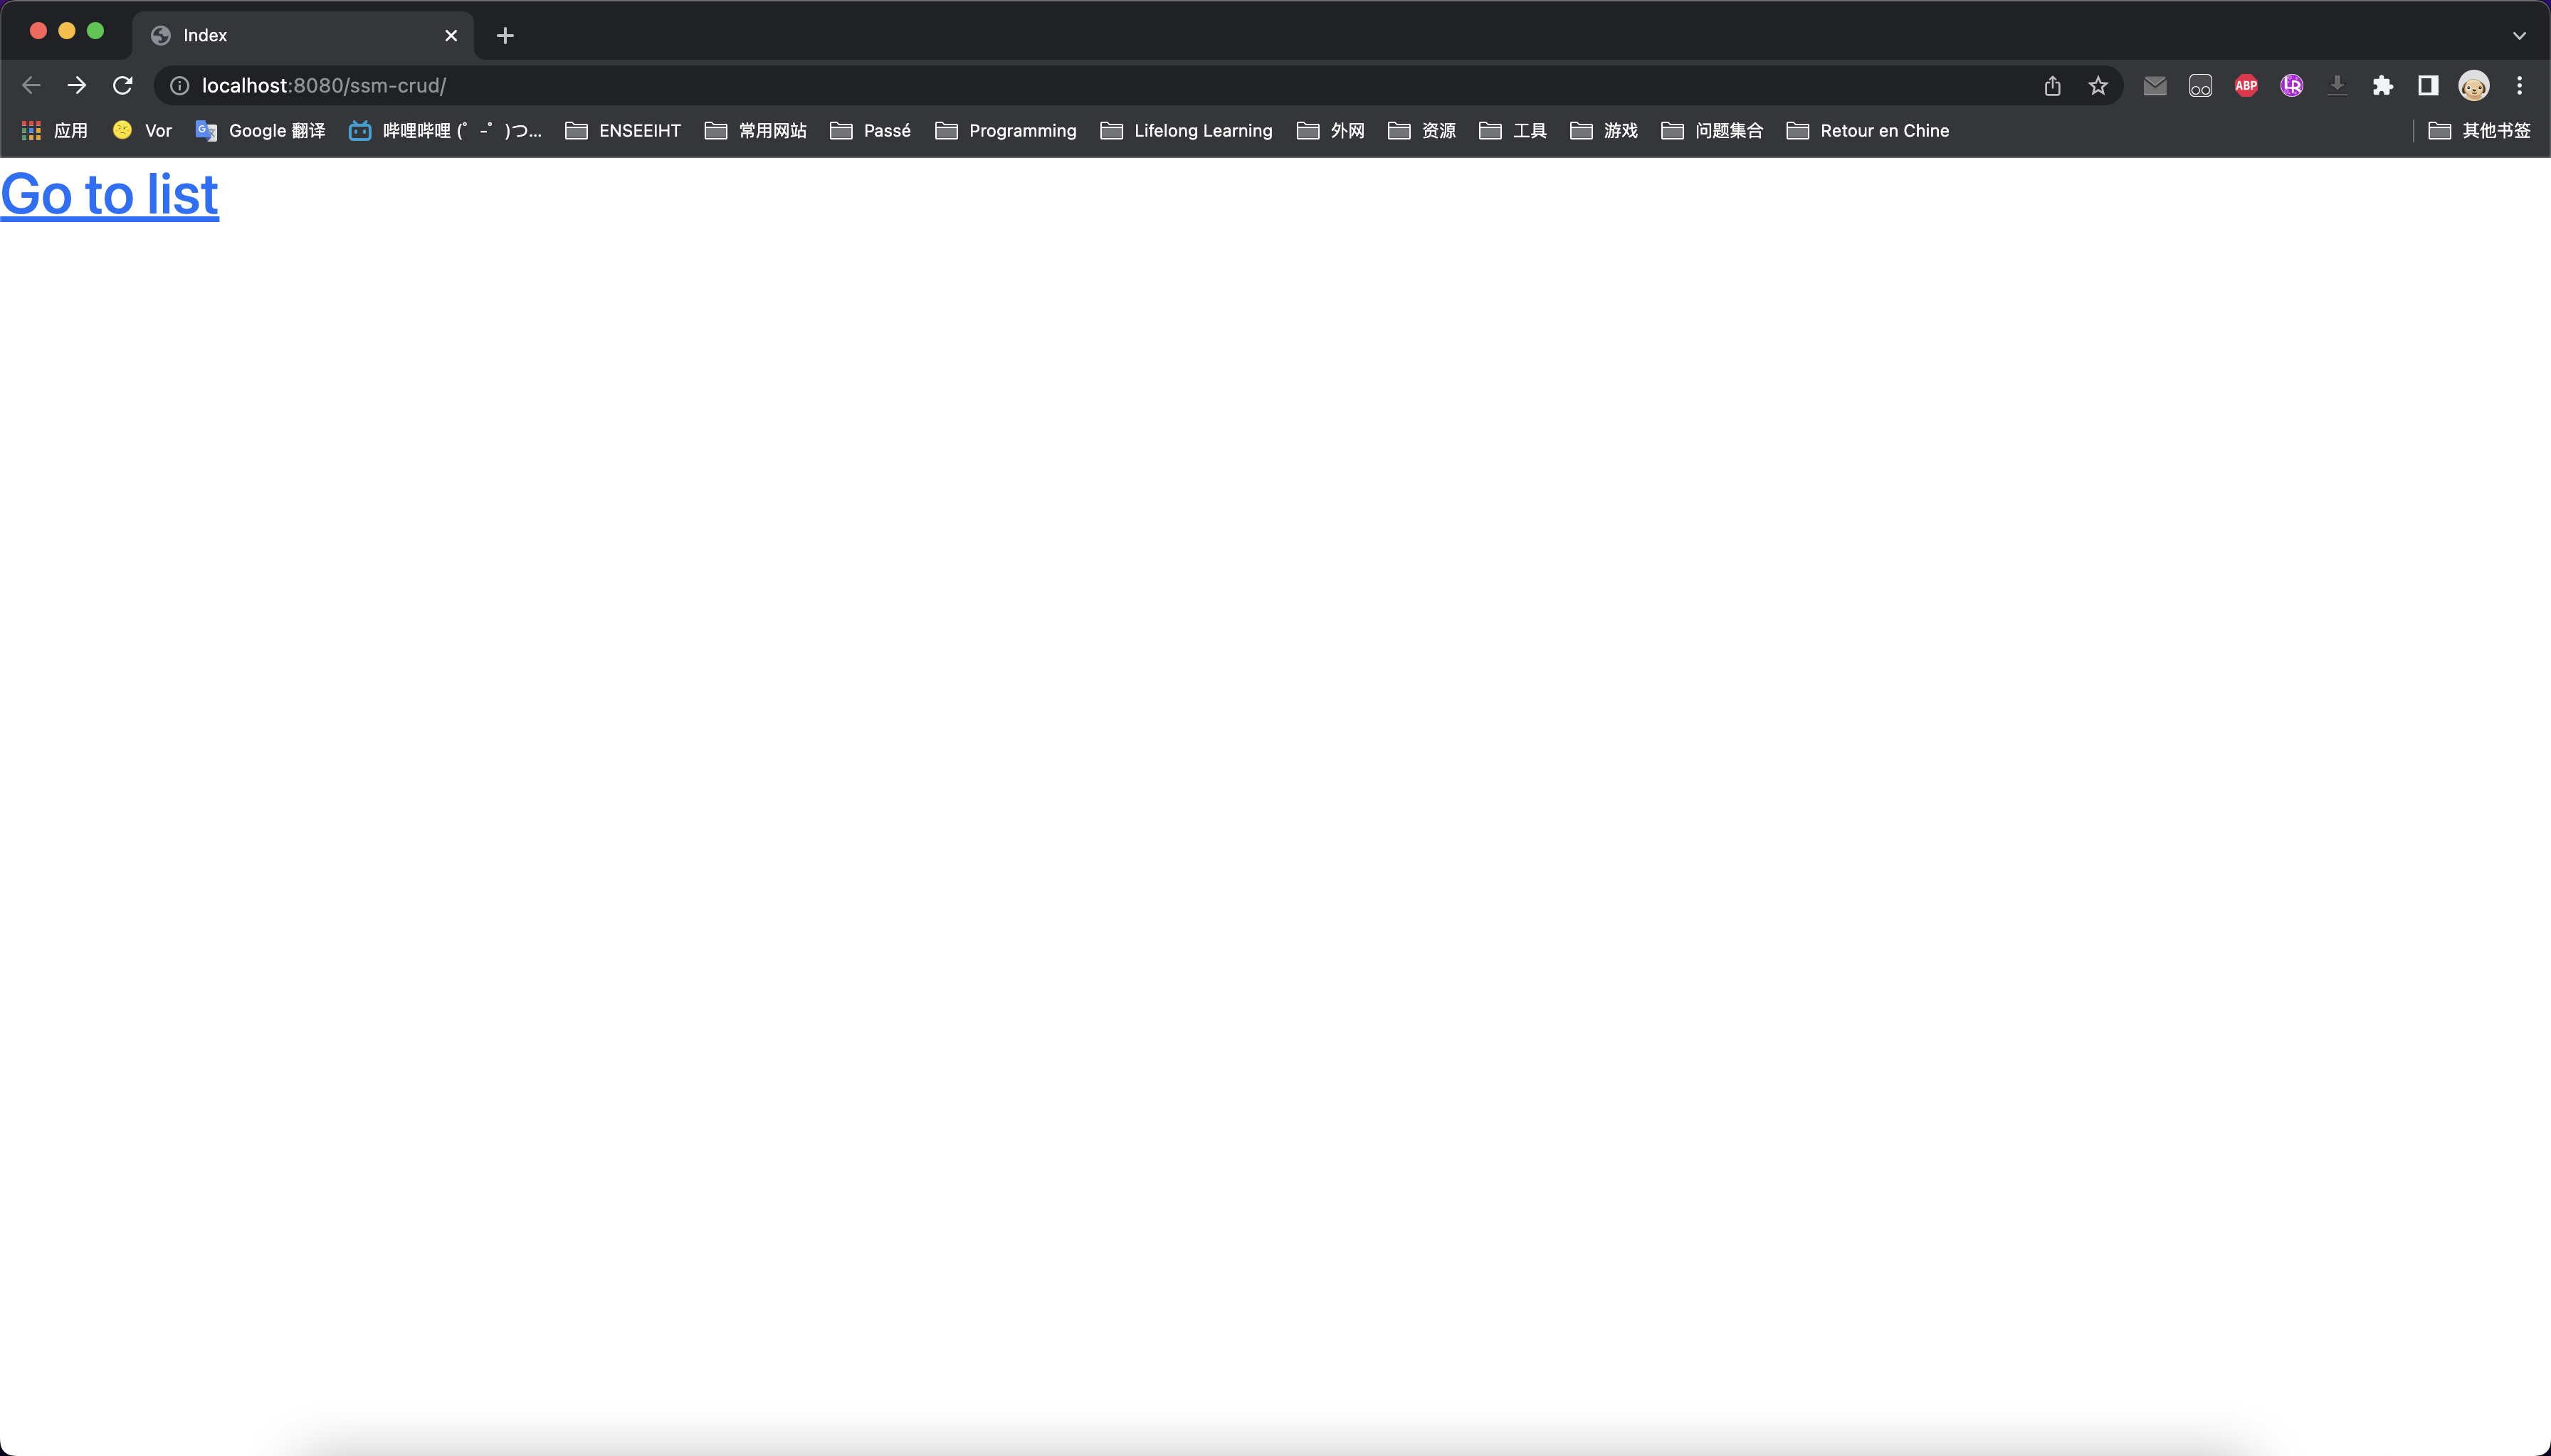 Index
localhost:8080/ssm-crud/
ABP
LR
应用 Vor Google 翻译 哔哩哔哩 (゜-゜)つ... ENSEEIHT 常用网站 Passé Programming Lifelong Learning 外网 资源 工具 游戏 问题集合 Retour en Chine 其他书签
Go to list